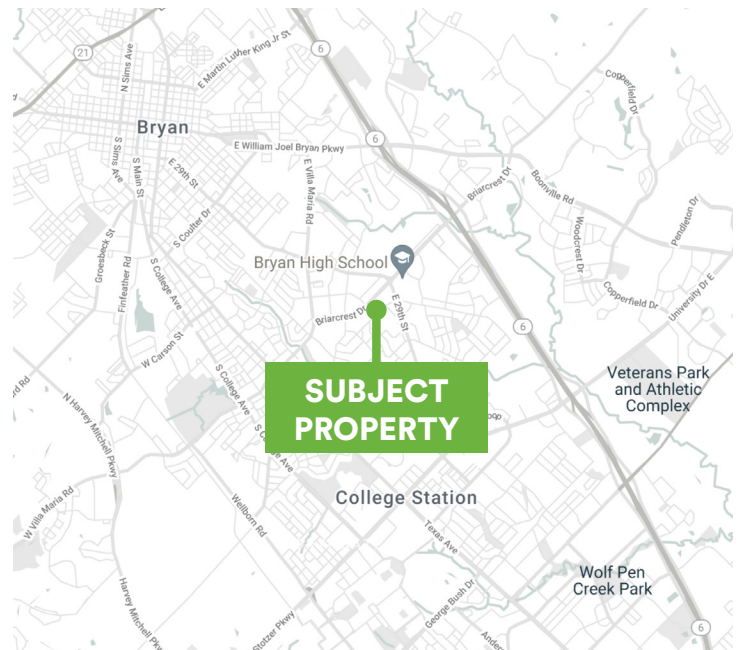 21
N Sims Ave
E Martin Luther King Jr St
6
Copperfield Dr
Bryan
6
E William Joel Bryan Pkwy
S Sims Ave
S Main St
E 29th St
E Villa Maria Rd
Briarcrest Dr
Boonville Rd
Pendleton Dr
Woodcrest Dr
S Coulter Dr
Groesbeck St
Finfeather Rd
S College Ave
Bryan High School
Copperfield Dr
University Dr E
Briarcrest Dr
E 29th St
6
W Carson St
SUBJECT
PROPERTY
Veterans Park
and Athletic
Complex
S College Ave
N Harvey Mitchell Pkwy
College Station
W Villa Maria Rd
Wellborn Rd
Texas Ave
Wolf Pen
Creek Park
George Bush Dr
Harvey Mitchell Pkwy
Stotzer Pkwy
6